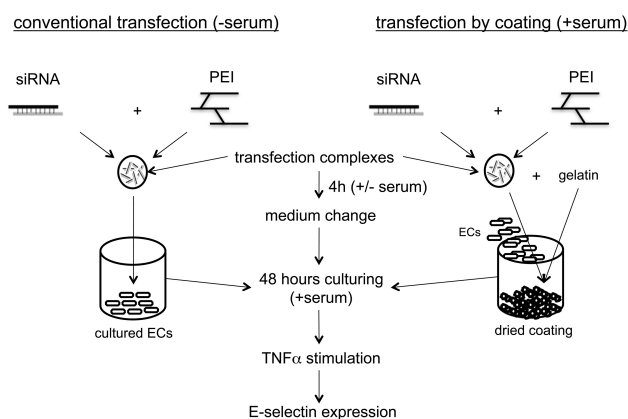 conventional transfection (-serum)
transfection by coating (+serum)
siRNA
PEI
+
siRNA
PEI
+
transfection complexes
+ gelatin
4h (+/- serum)
medium change
ECs
48 hours culturing
(+serum)
cultured ECs
dried coating
TNFα stimulation
E-selectin expression